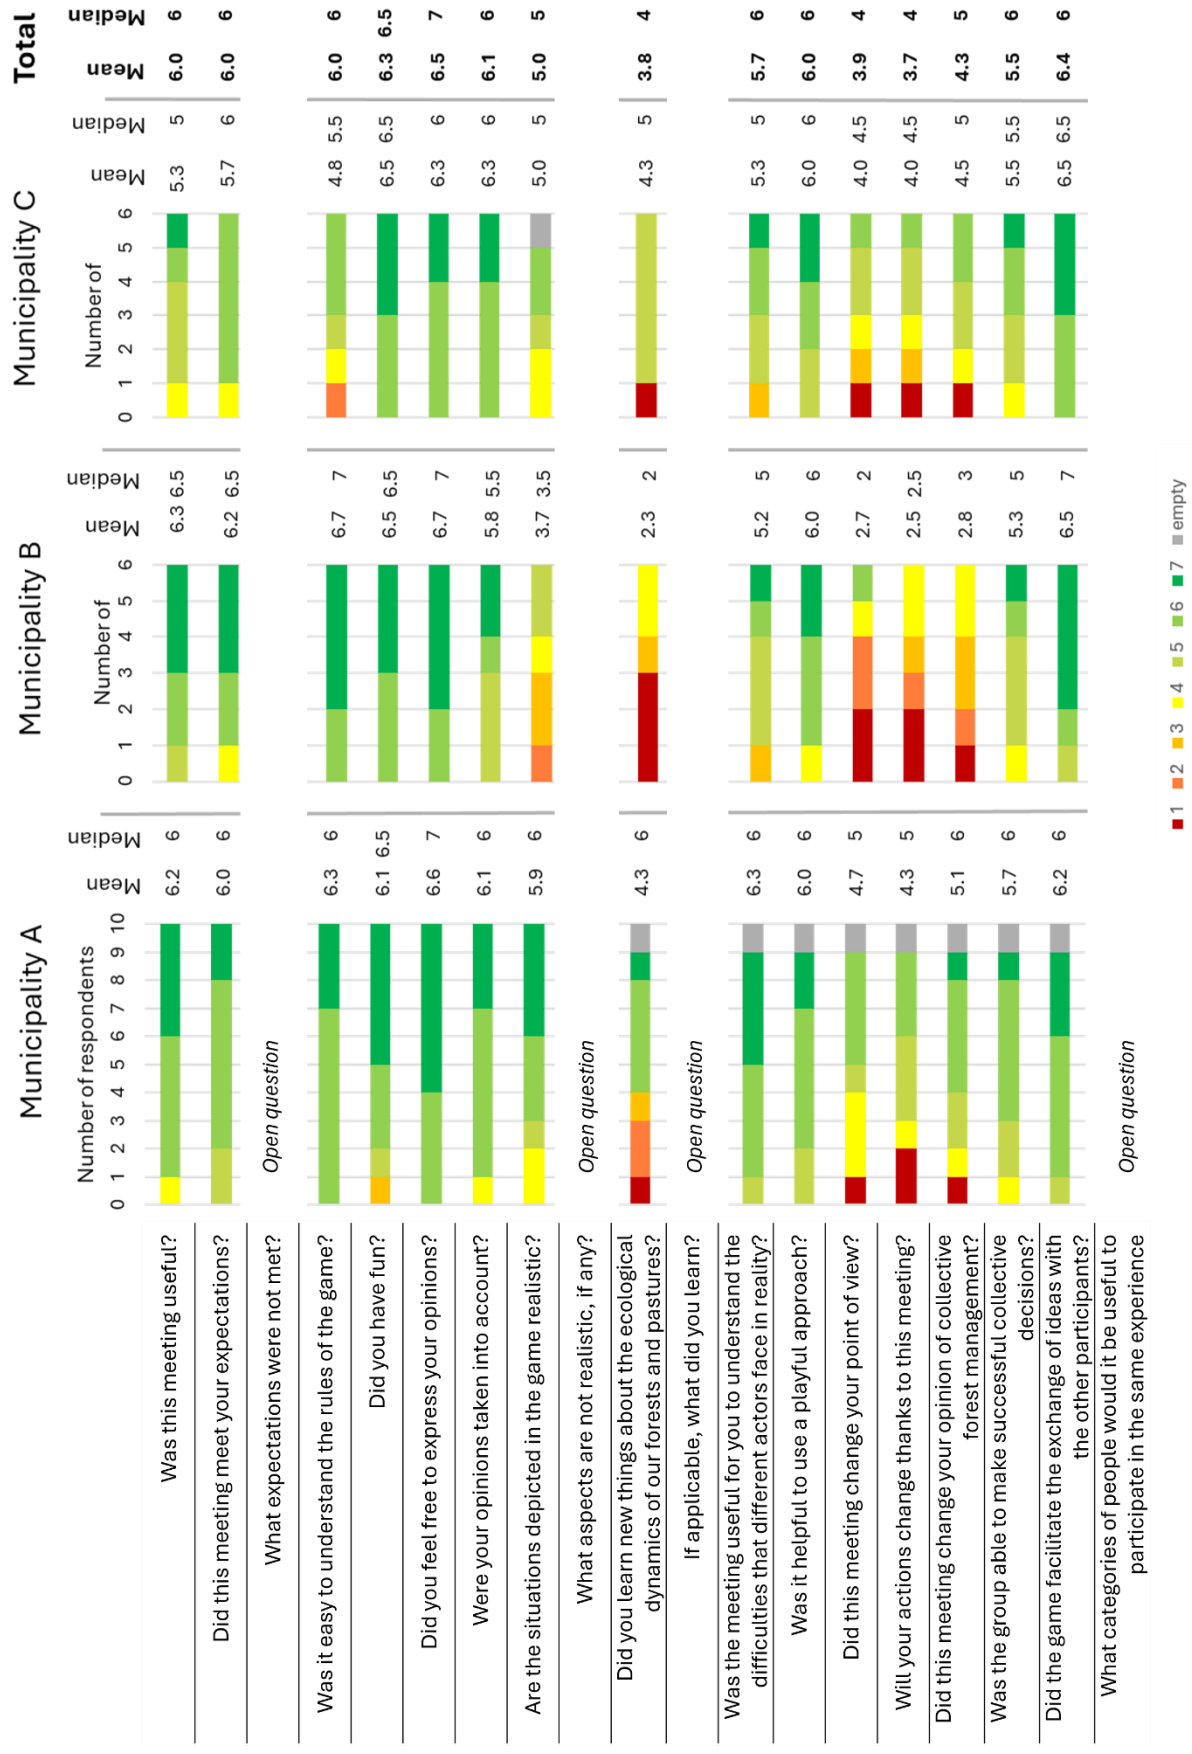 Municipality A Municipality B Municipality C Total
Number of respondents Mean Median Number of Mean Median Number of Mean Median Mean Median
0 1 2 3 4 5 6 7 8 9 10 0 1 2 3 4 5 6 0 1 2 3 4 5 6
Was this meeting useful? 6.2 6 6.3 6.5 5.3 5 6.0 6
Did this meeting meet your expectations? 6.0 6 6.2 6.5 5.7 6 6.0 6
What expectations were not met? Open question
Was it easy to understand the rules of the game? 6.3 6 6.7 7 4.8 5.5 6.0 6
Did you have fun? 6.1 6.5 6.5 6.5 6.5 6.5 6.3 6.5
Did you feel free to express your opinions? 6.6 7 6.7 7 6.3 6 6.5 7
Were your opinions taken into account? 6.1 6 5.8 5.5 6.3 6 6.1 6
Are the situations depicted in the game realistic? 5.9 6 3.7 3.5 5.0 5 5.0 5
What aspects are not realistic, if any? Open question
Did you learn new things about the ecological
dynamics of our forests and pastures? 4.3 6 2.3 2 4.3 5 3.8 4
If applicable, what did you learn? Open question
Was the meeting useful for you to understand the
difficulties that different actors face in reality? 6.3 6 5.2 5 5.3 5 5.7 6
Was it helpful to use a playful approach? 6.0 6 6.0 6 6.0 6 6.0 6
Did this meeting change your point of view? 4.7 5 2.7 2 4.0 4.5 3.9 4
Will your actions change thanks to this meeting? 4.3 5 2.5 2.5 4.0 4.5 3.7 4
Did this meeting change your opinion of collective
forest management? 5.1 6 2.8 3 4.5 5 4.3 5
Was the group able to make successful collective
decisions? 5.7 6 5.3 5 5.5 5.5 5.5 6
Did the game facilitate the exchange of ideas with
the other participants? 6.2 6 6.5 7 6.5 6.5 6.4 6
What categories of people would it be useful to
participate in the same experience Open question
1 2 3 4 5 6 7 empty